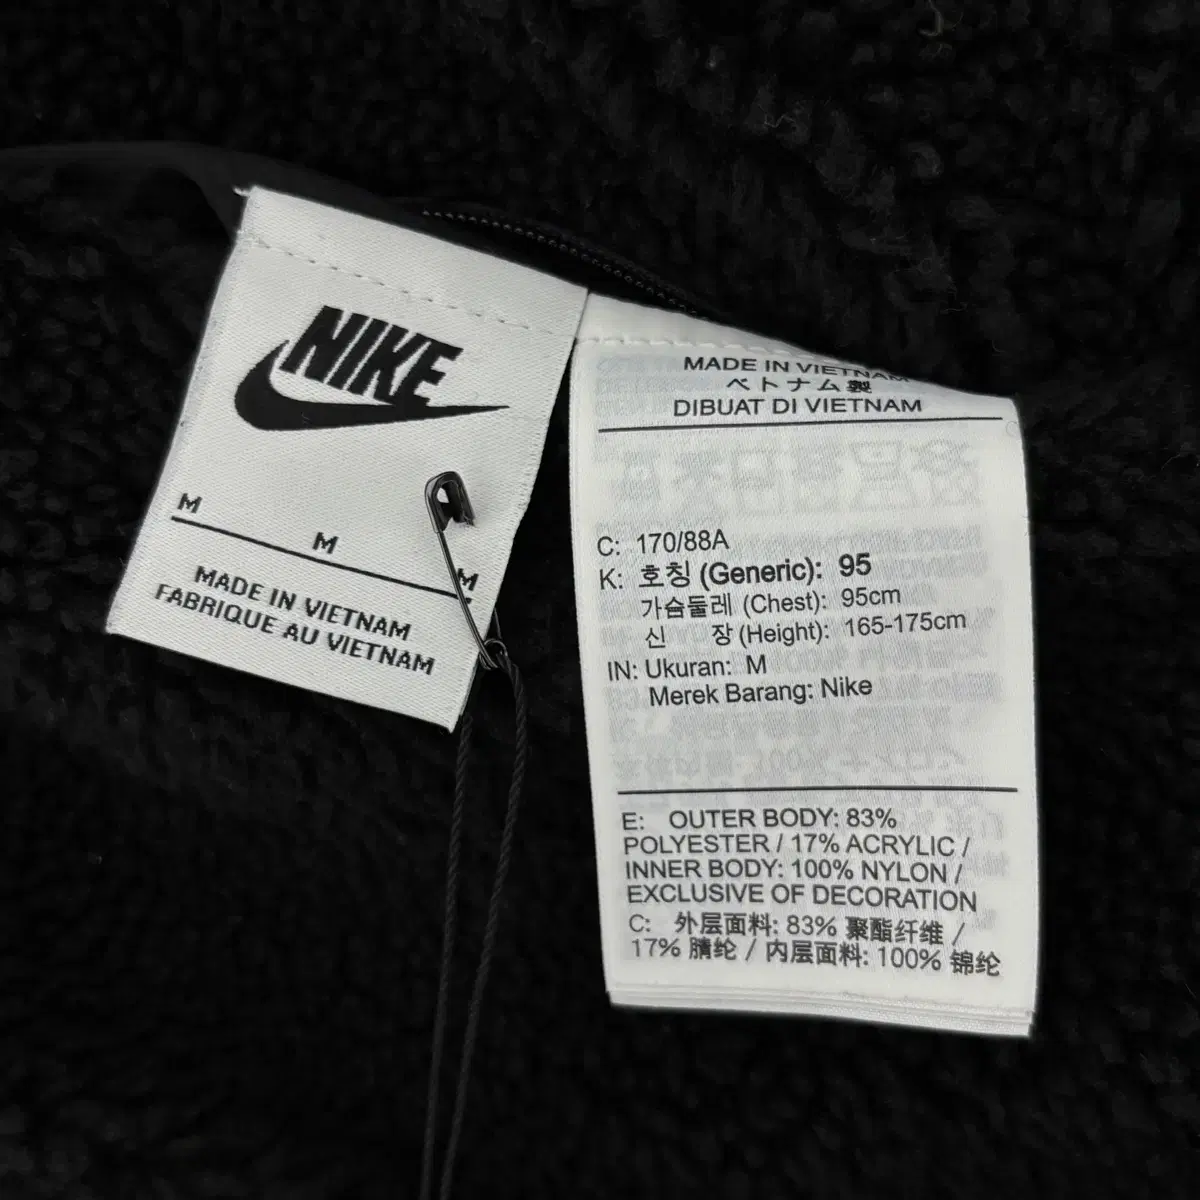 NIKE
M
M
M
MADE IN VIETNAM
FABRIQUE AU VIETNAM
MADE IN VIETNAM
ベトナム製
DIBUAT DI VIETNAM
C: 170/88A
K: 호칭 (Generic): 95
가슴둘레 (Chest): 95cm
신 장 (Height): 165-175cm
IN: Ukuran: M
Merek Barang: Nike
E: OUTER BODY: 83%
POLYESTER / 17% ACRYLIC /
INNER BODY: 100% NYLON /
EXCLUSIVE OF DECORATION
C: 外层面料: 83% 聚酯纤维 /
17% 腈纶 / 内层面料: 100% 锦纶